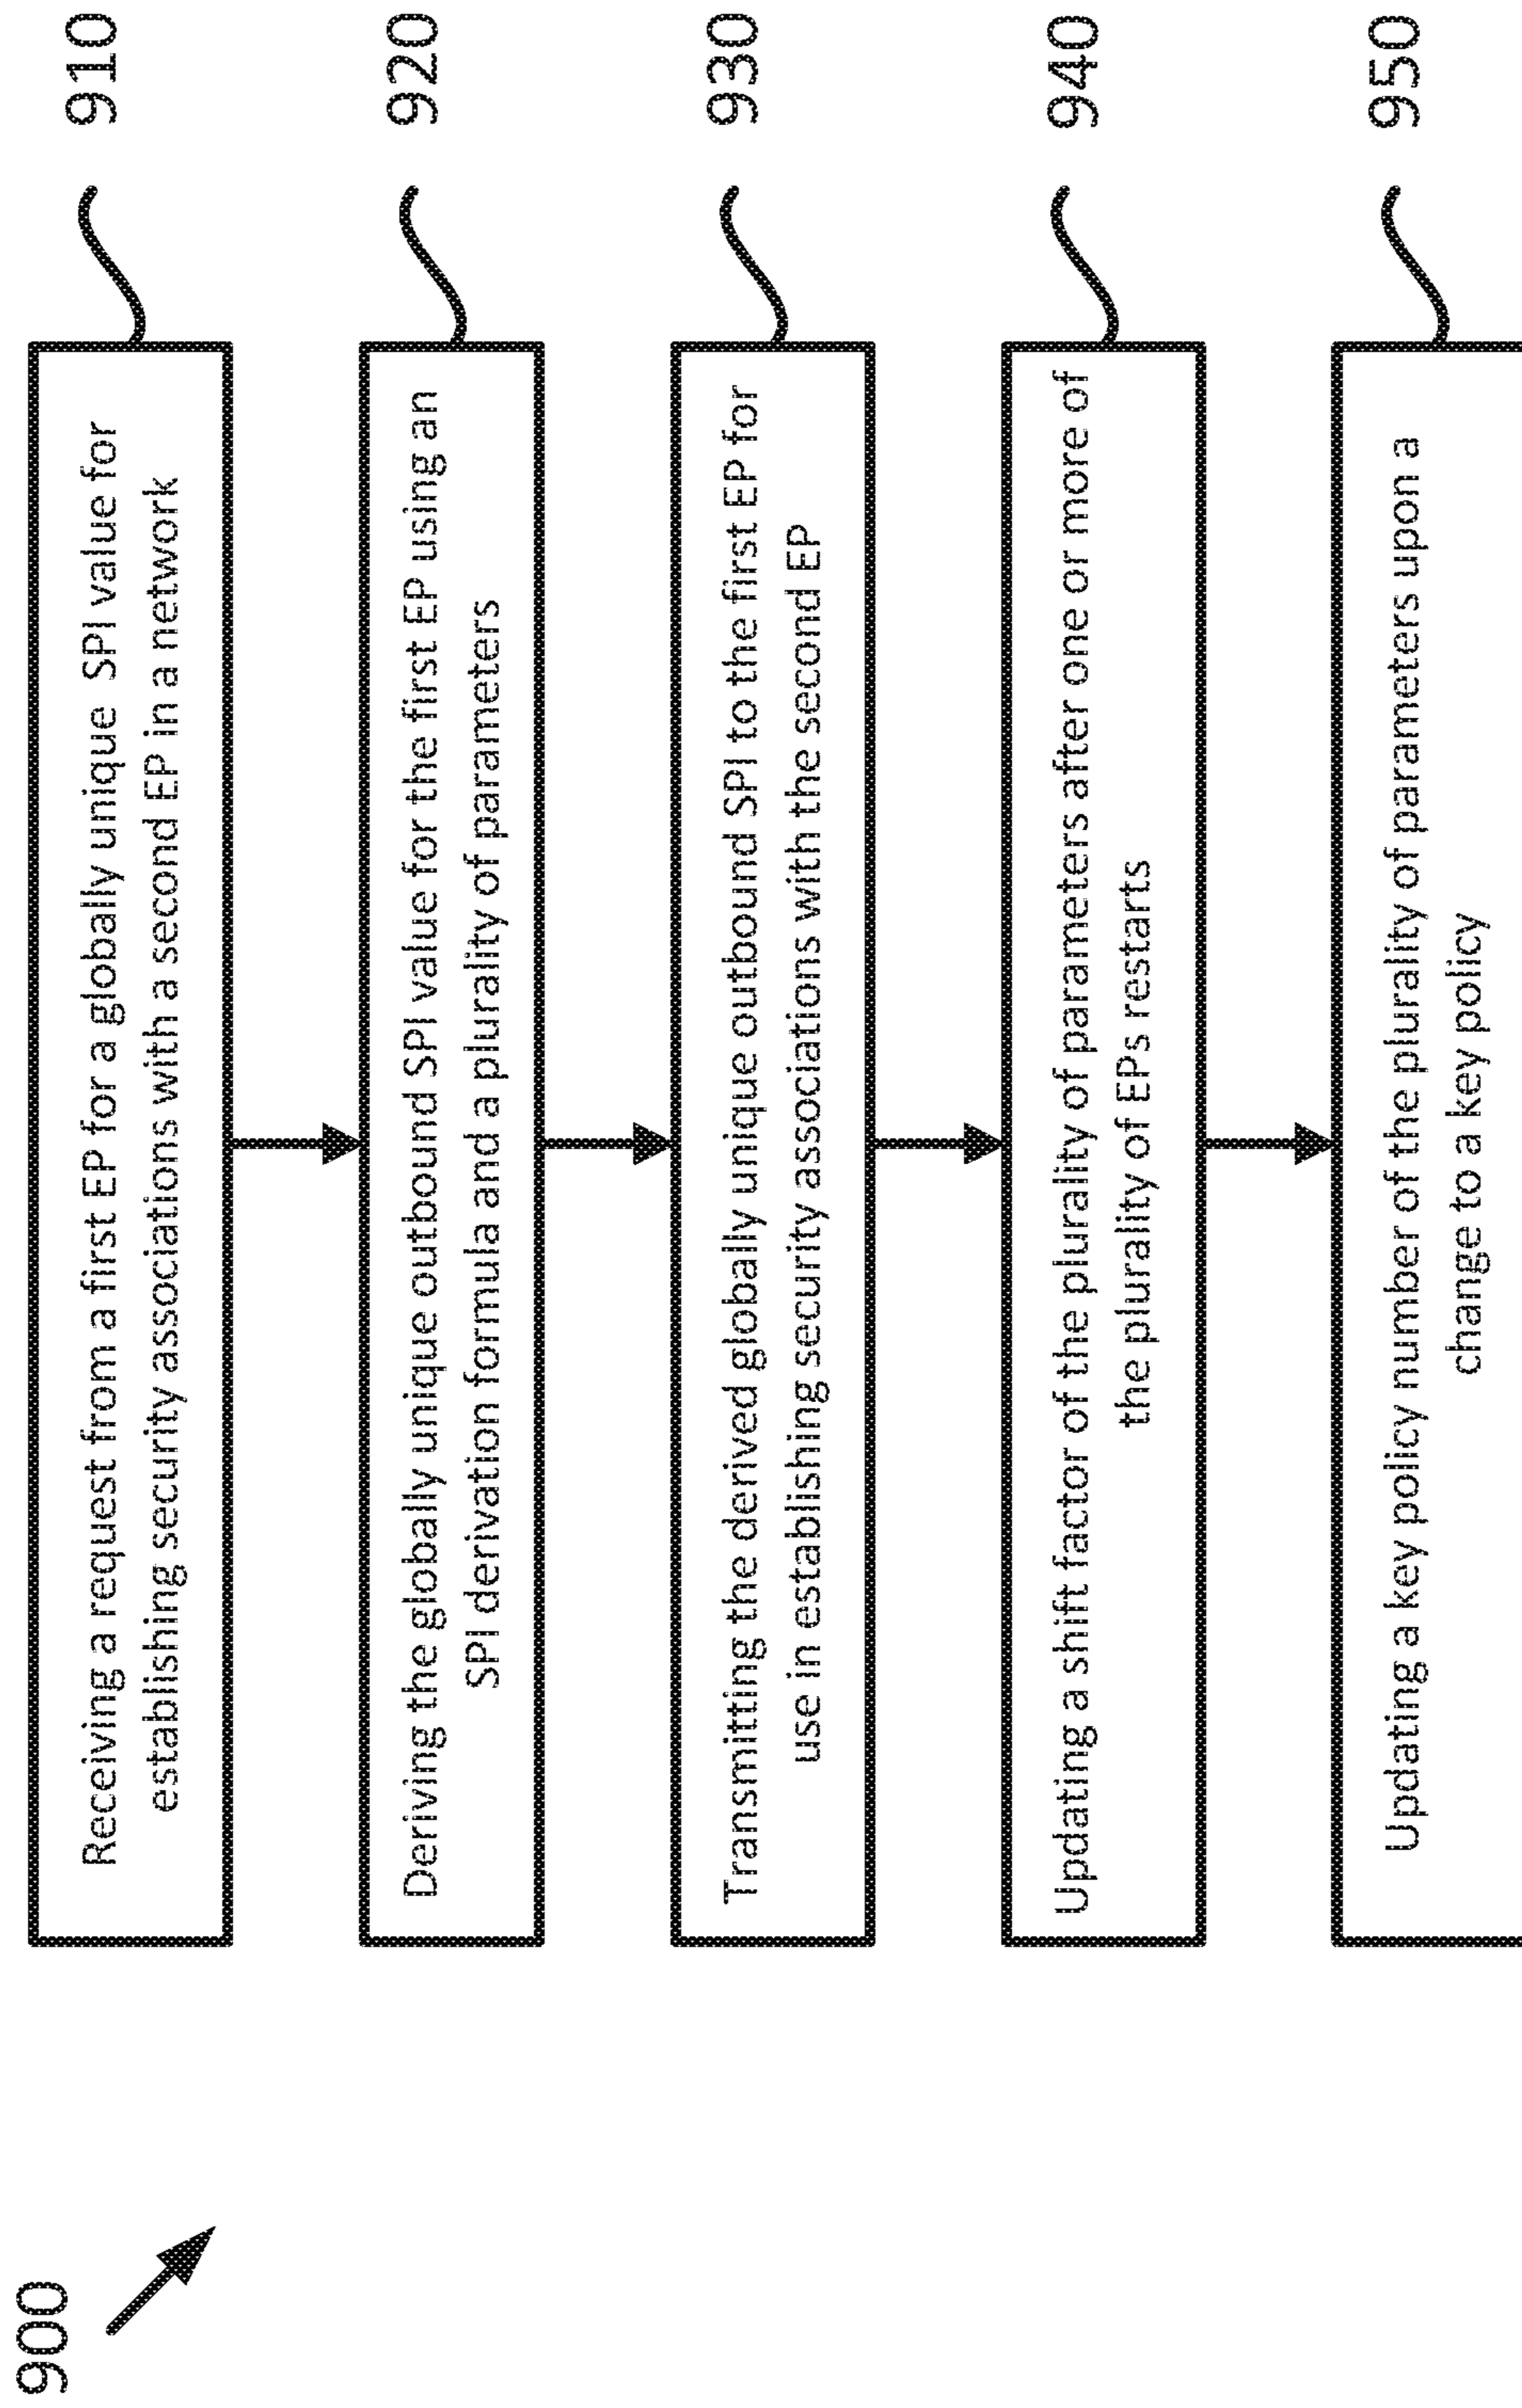 900
Receiving a request from a first EP for a globally unique SPI value for
establishing security associations with a second EP in a network
910
Deriving the globally unique outbound SPI value for the first EP using an
SPI derivation formula and a plurality of parameters
920
Transmitting the derived globally unique outbound SPI to the first EP for
use in establishing security associations with the second EP
930
Updating a shift factor of the plurality of parameters after one or more of
the plurality of EPs restarts
940
Updating a key policy number of the plurality of parameters upon a
change to a key policy
950